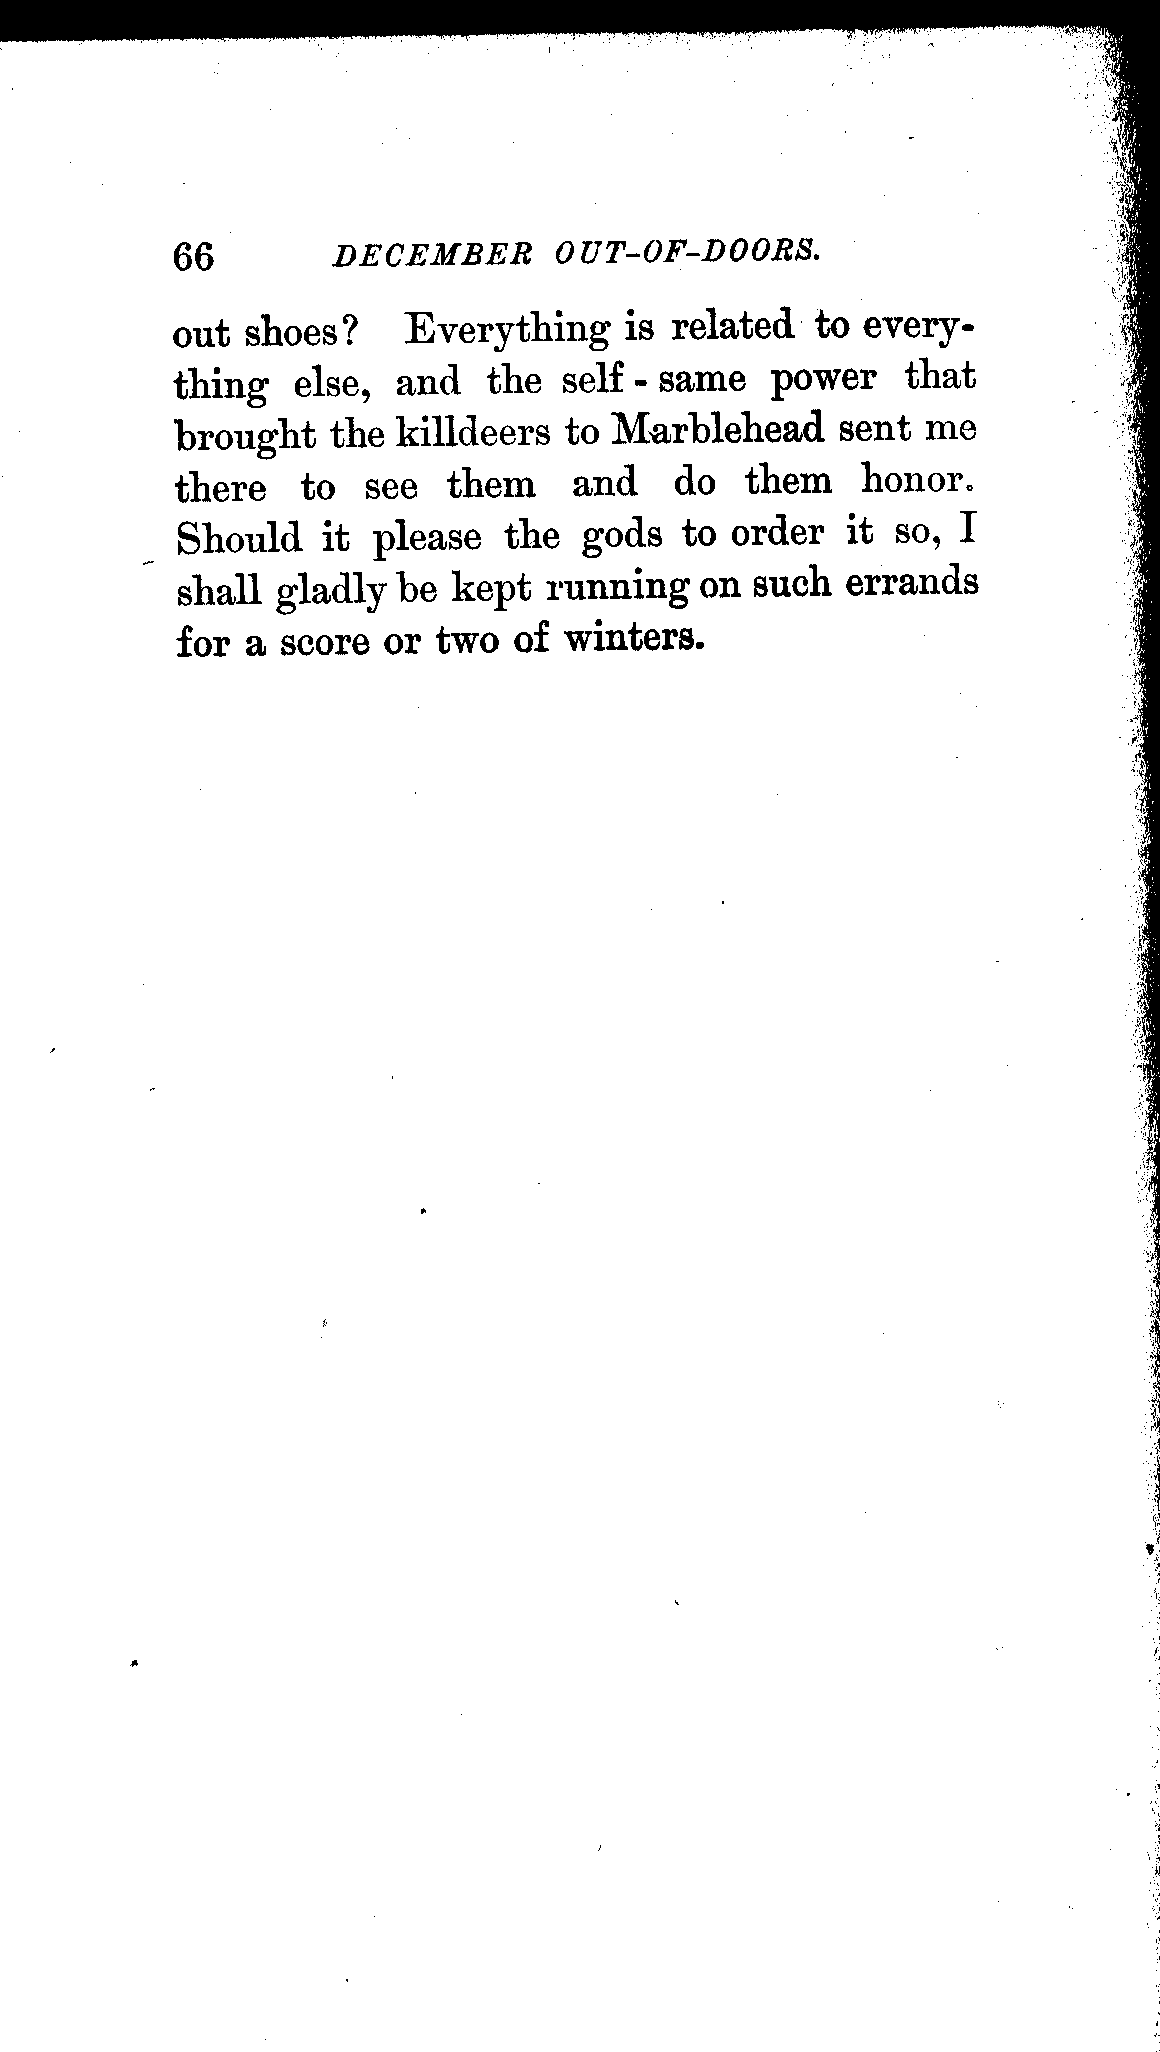 66 DECEMBER OUT-OF-DOORS.
out shoes? Everything is related to every-
thing else, and the self-same power that
brought the killdeers to Marblehead sent me
there to see them and do them honor.
Should it please the gods to order it so, I
shall gladly be kept running on such errands
for a score or two of winters.